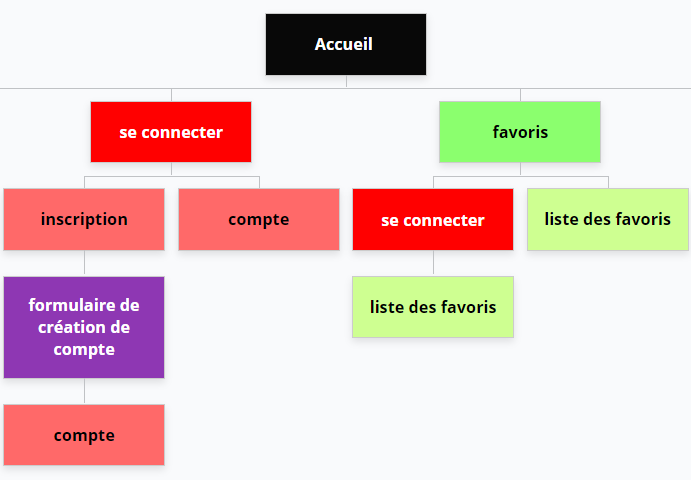 Accueil
se connecter
favoris
inscription
compte
se connecter
liste des favoris
formulaire de
création de
compte
liste des favoris
compte